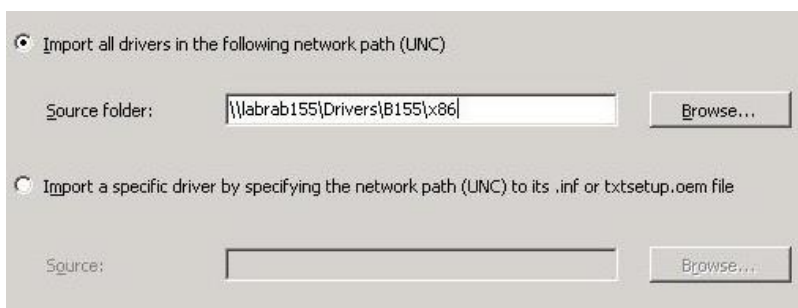 Import all drivers in the following network path (UNC)
Source folder: \\labrab155\Drivers\B155\x86 Browse...
Import a specific driver by specifying the network path (UNC) to its .inf or txtsetup.oem file
Source: Browse...